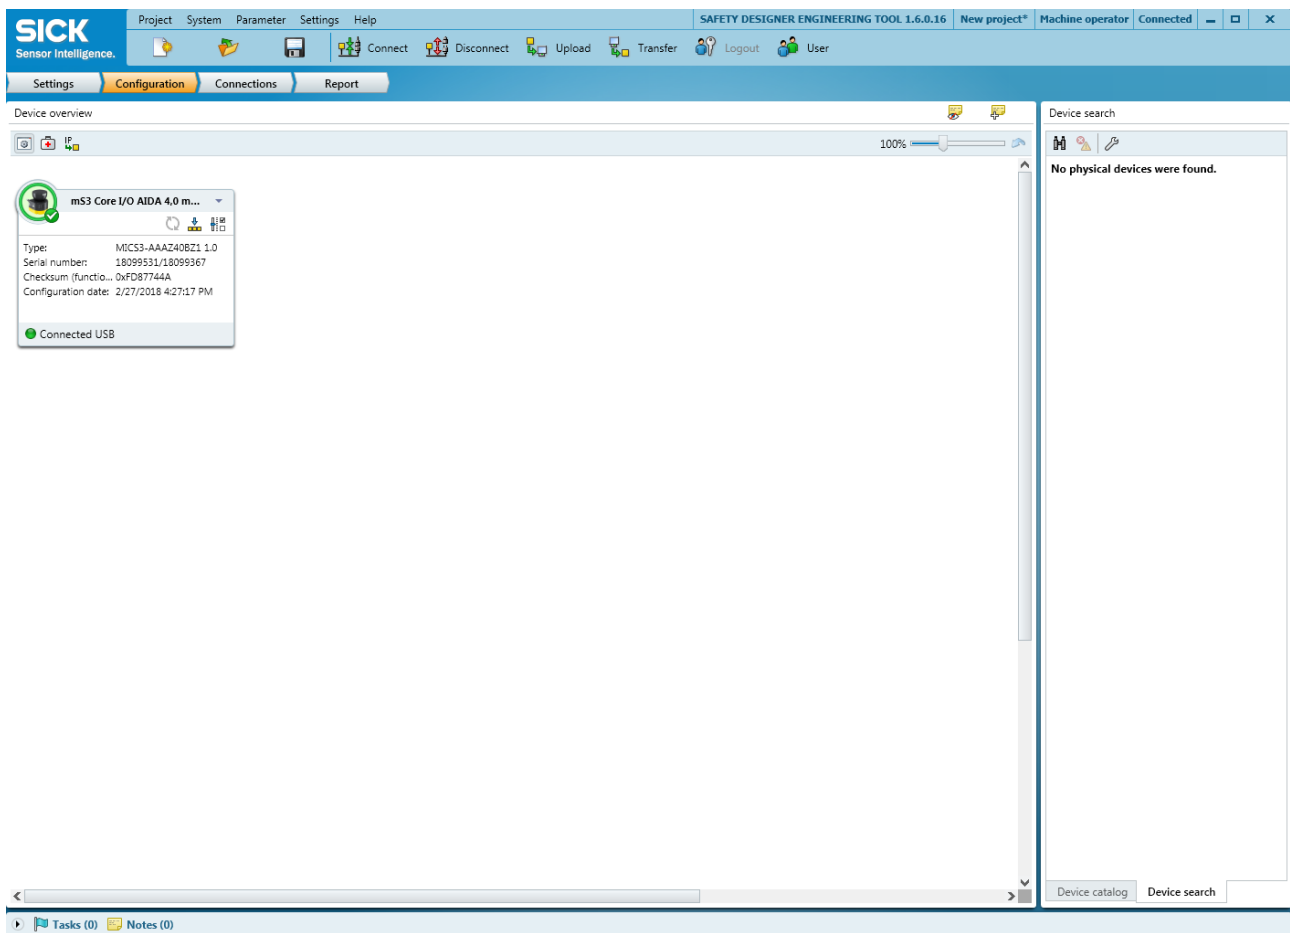 SICK
Sensor Intelligence.
Project System Parameter Settings Help
SAFETY DESIGNER ENGINEERING TOOL 1.6.0.16 New project* Machine operator Connected
Connect Disconnect Upload Transfer Logout User
Settings Configuration Connections Report
Device overview
Device search
IP
100%
No physical devices were found.
mS3 Core I/O AIDA 4,0 m...
Type: MICS3-AAAZ40BZ1 1.0
Serial number: 18099531/18099367
Checksum (functio... 0xFD87744A
Configuration date: 2/27/2018 4:27:17 PM
Connected USB
Device catalog Device search
Tasks (0) Notes (0)